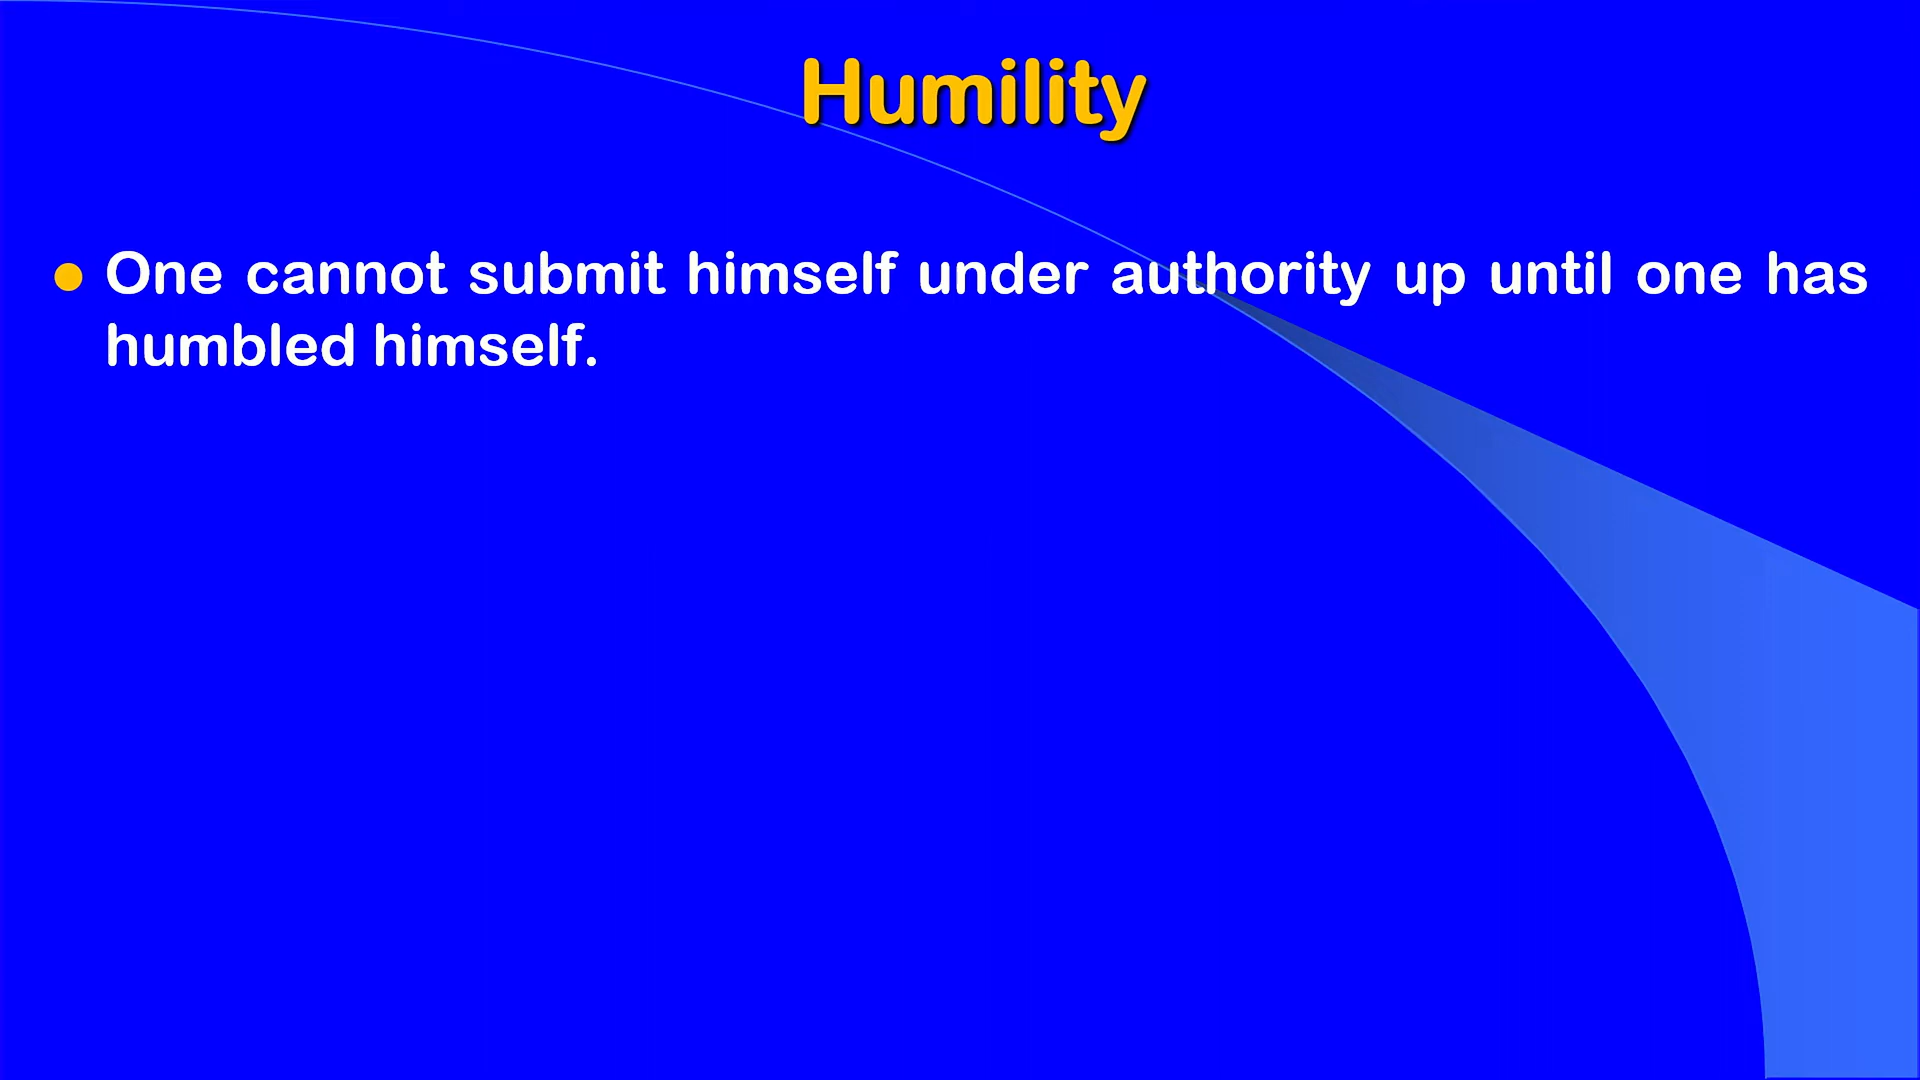 Humility
One cannot submit himself under authority up until one has
humbled himself.